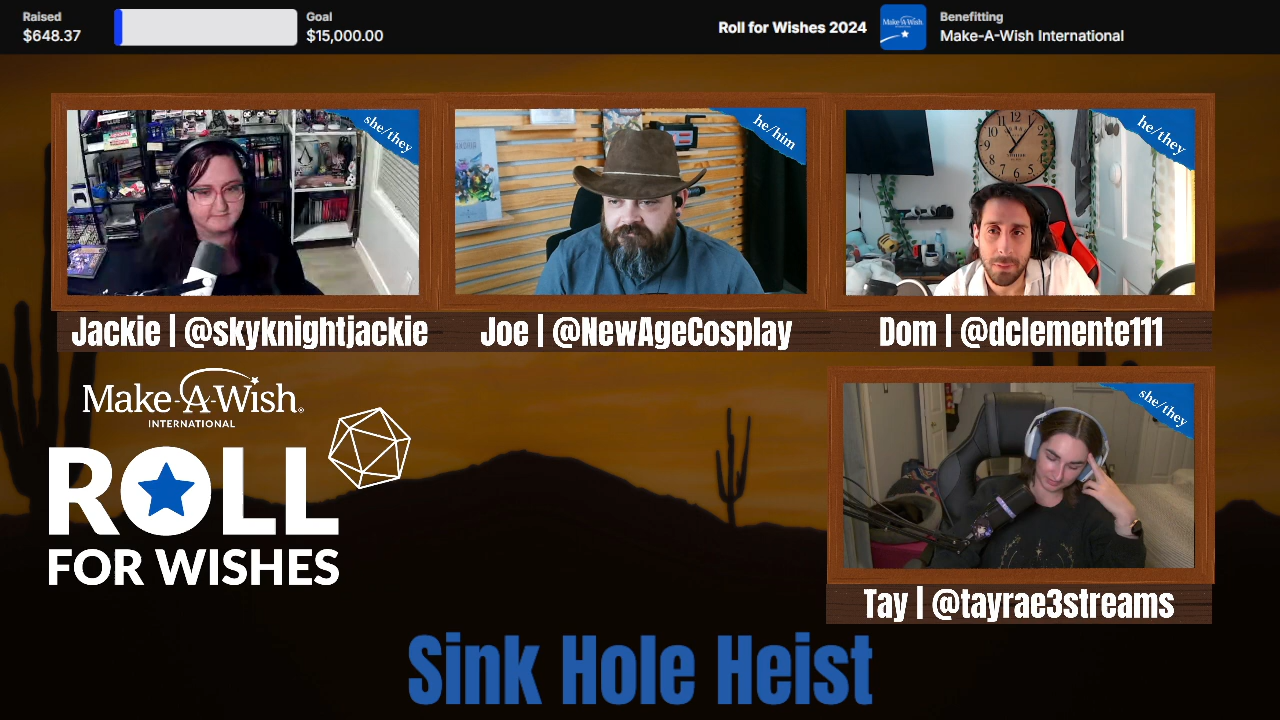 Raised
$648.37
Goal
$15,000.00
Roll for Wishes 2024
Make-A-Wish
Benefitting
Make-A-Wish International
she/they
he/him
he/they
Jackie | @skyknightjackie
Joe | @NewAgeCosplay
Dom | @dclemente111
Make-A-Wish®
INTERNATIONAL
ROLL
FOR WISHES
she/they
Tay | @tayrae3streams
Sink Hole Heist